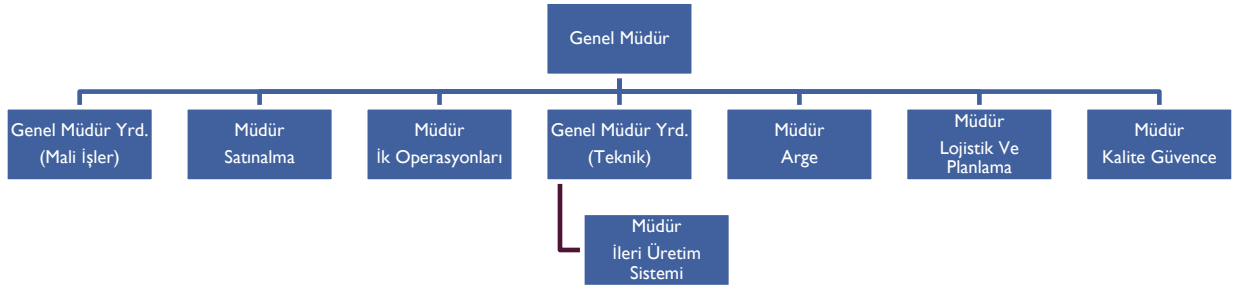 Genel Müdür
Genel Müdür Yrd.
(Mali İşler)
Müdür
Satınalma
Müdür
İk Operasyonları
Genel Müdür Yrd.
(Teknik)
Müdür
Arge
Müdür
Lojistik Ve
Planlama
Müdür
Kalite Güvence
Müdür
İleri Üretim
Sistemi